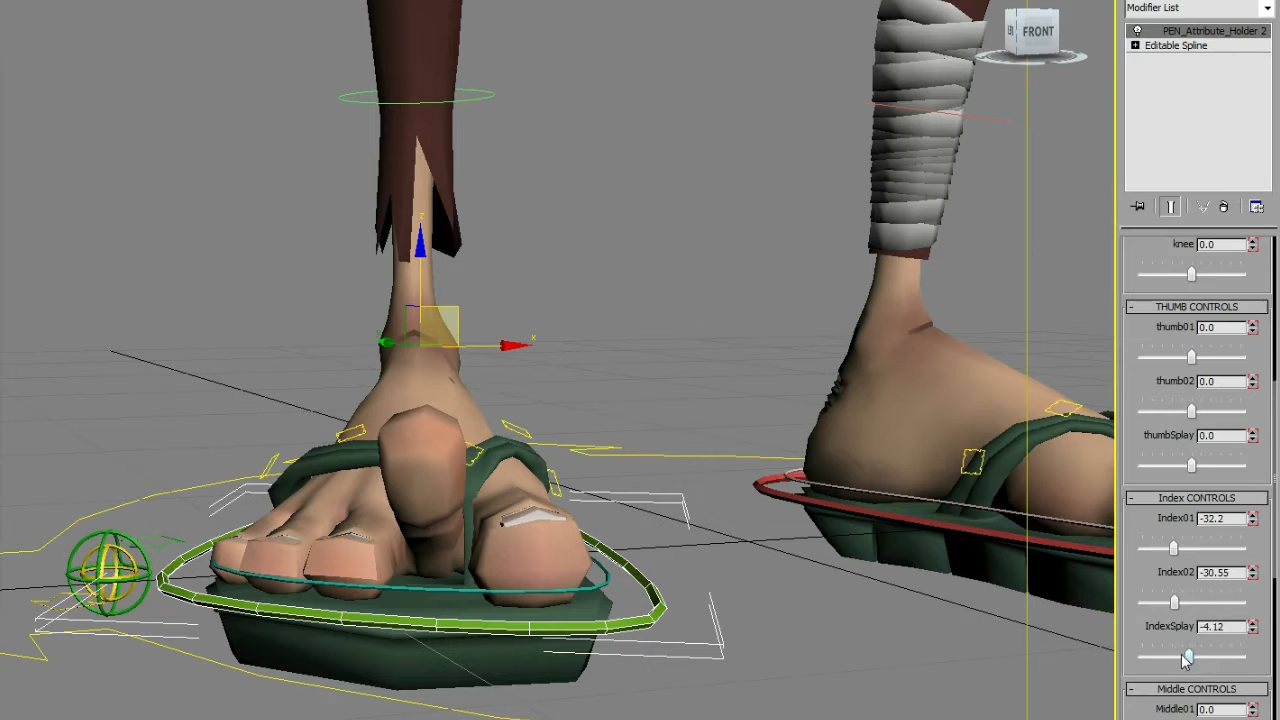 Modifier List
FRONT
PEN_Attribute_Holder 2
Editable Spline
z
x
knee 0.0
THUMB CONTROLS
thumb01 0.0
thumb02 0.0
thumbSplay 0.0
Index CONTROLS
Index01 -32.2
Index02 -30.55
IndexSplay -4.12
Middle CONTROLS
Middle01 0.0